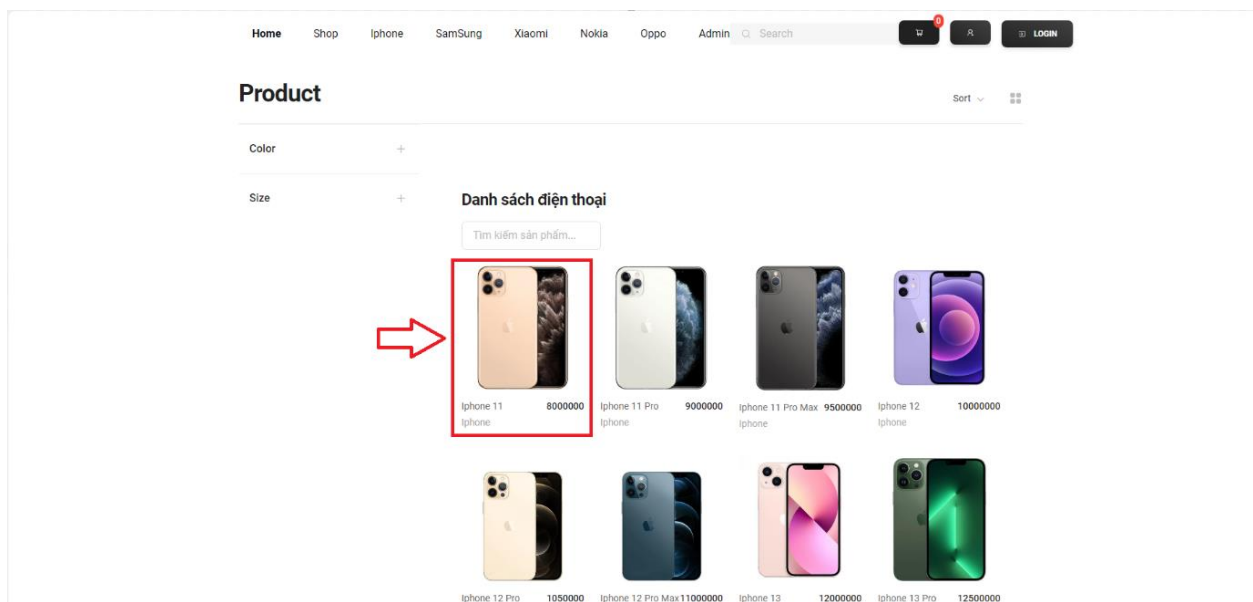 Home Shop Iphone SamSung Xiaomi Nokia Oppo Admin Search 0 LOGIN
Product
Sort
Color
Size
Danh sách điện thoại
Tìm kiếm sản phẩm...
Iphone 11 8000000 Iphone 11 Pro 9000000 Iphone 11 Pro Max 9500000 Iphone 12 10000000
Iphone Iphone Iphone Iphone
Iphone 12 Pro 1050000 Iphone 12 Pro Max 11000000 Iphone 13 12000000 Iphone 13 Pro 12500000